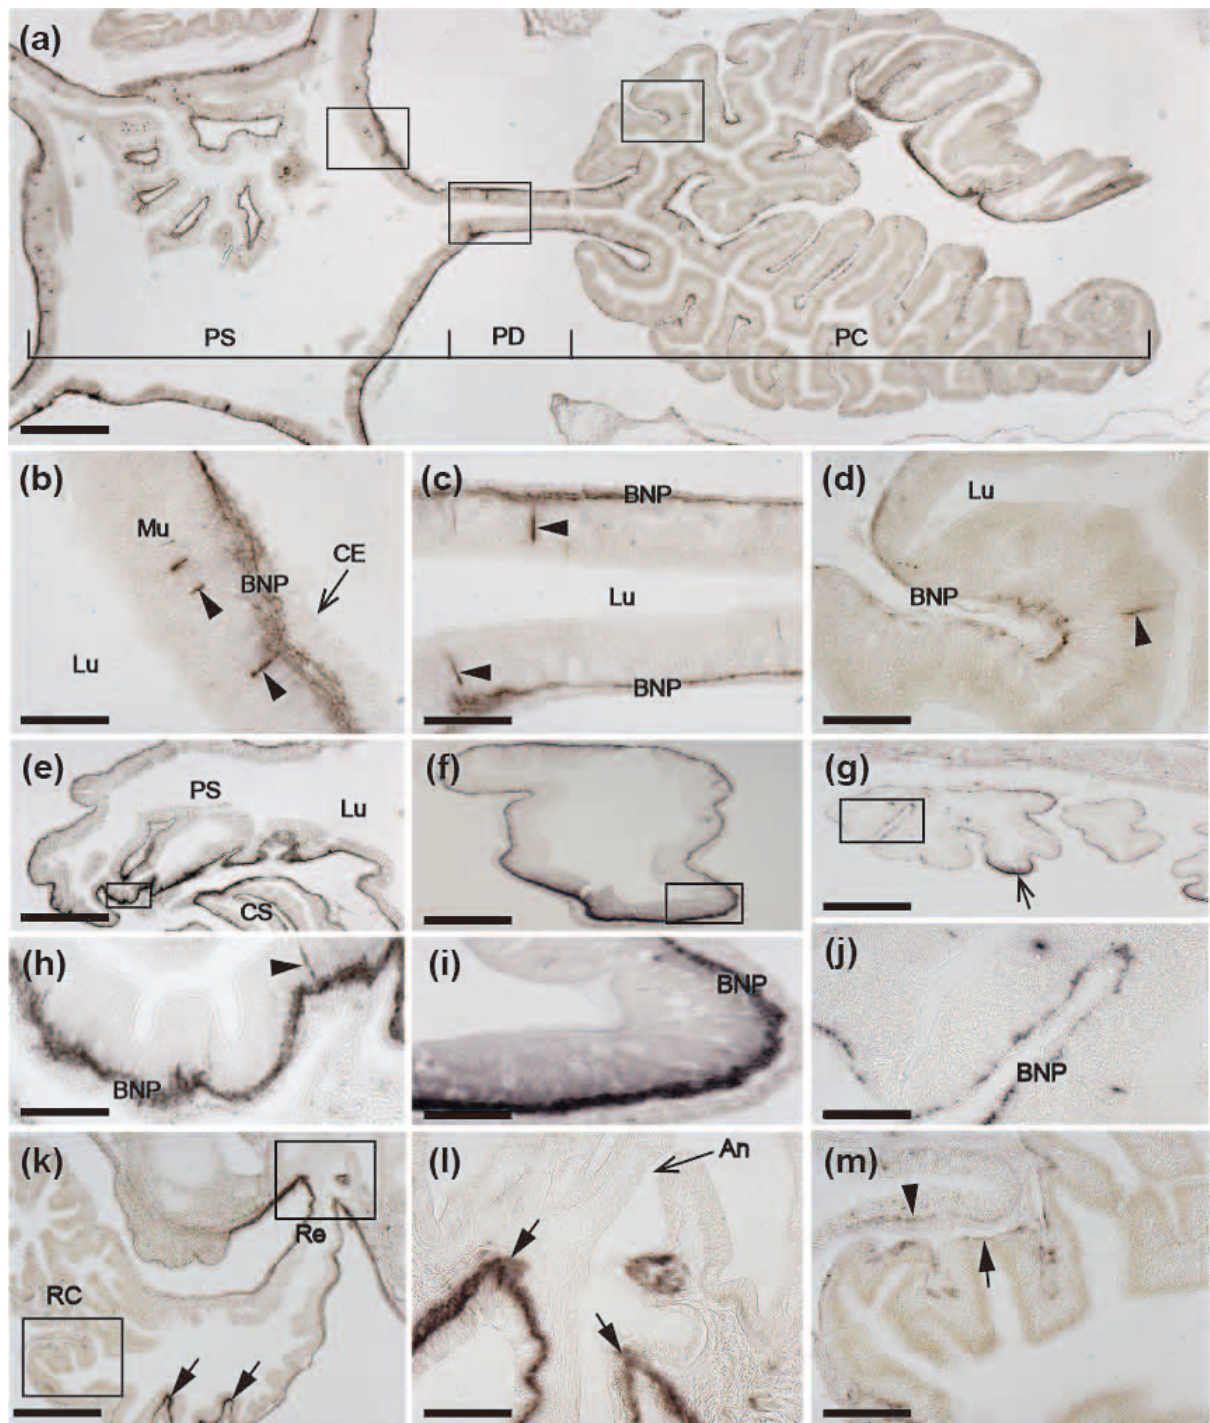 (a)
PS PD PC
(b) (c) (d)
BNP Lu
Mu
CE
BNP BNP
Lu
Lu
BNP
(e) (f) (g)
PS
Lu
CS
(h) (i) (j)
BNP
BNP
BNP
(k) (l) (m)
An
Re
RC